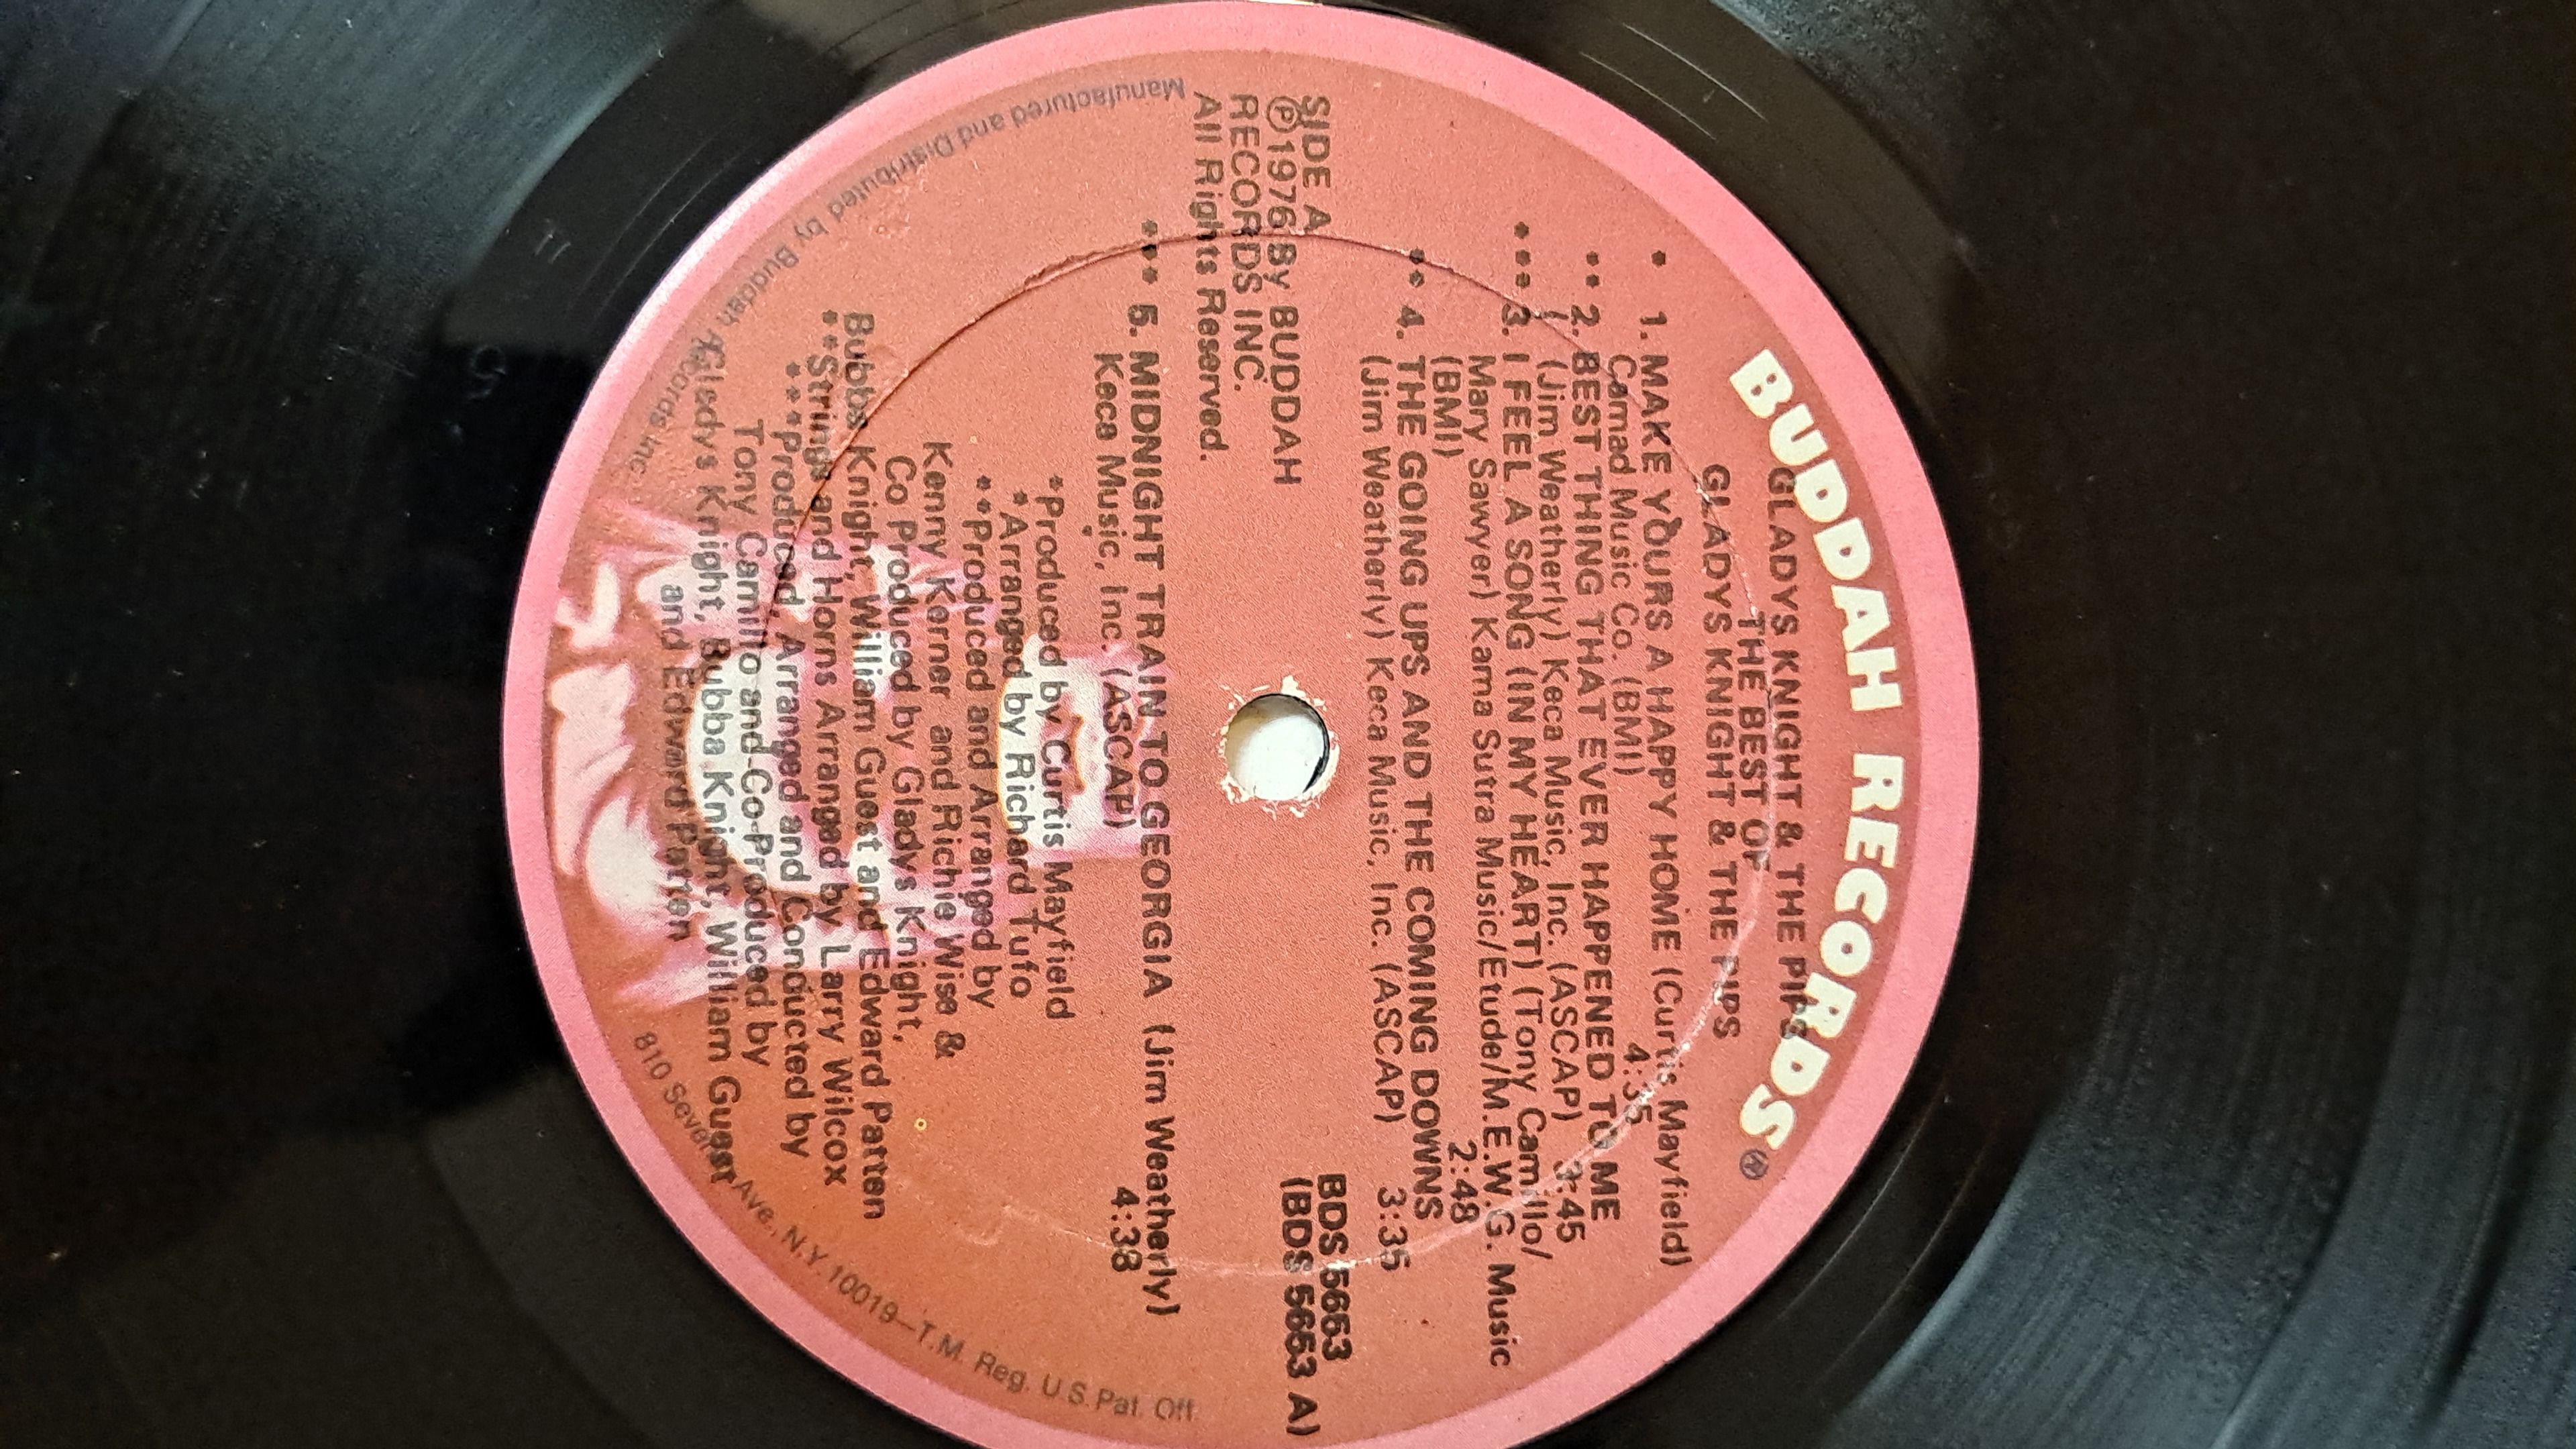 BUDDAH RECORDS®
GLADYS KNIGHT & THE PIPS
THE BEST OF
GLADYS KNIGHT & THE PIPS
* 1. MAKE YOURS A HAPPY HOME (Curtis Mayfield)
Camad Music Co. (BMI) 4:35
** 2. BEST THING THAT EVER HAPPENED TO ME
(Jim Weatherly) Keca Music, Inc. (ASCAP) 3:45
*** 3. I FEEL A SONG (IN MY HEART) (Tony Camillo/
Mary Sawyer) Kama Sutra Music/Etude/M.E.W.G. Music
(BMI) 2:48
** 4. THE GOING UPS AND THE COMING DOWNS
(Jim Weatherly) Keca Music, Inc. (ASCAP) 3:35
SIDE A BDS 5663
Ⓟ1976 By BUDDAH (BDS 5663 A)
RECORDS INC.
All Rights Reserved.
*** 5. MIDNIGHT TRAIN TO GEORGIA (Jim Weatherly)
Keca Music, Inc. (ASCAP) 4:38
*Produced by Curtis Mayfield
*Arranged by Richard Tufo
**Produced and Arranged by
Kenny Kerner and Richie Wise &
Co Produced by Gladys Knight,
Bubba Knight, William Guest and Edward Patten
**Strings and Horns Arranged by Larry Wilcox
***Produced, Arranged and Conducted by
Tony Camillo and Co-Produced by
Gladys Knight, Bubba Knight, William Guest
and Edward Patten
Manufactured and Distributed by Buddah Records Inc.
810 Seventh Ave., N.Y. 10019—T.M. Reg. U S Pat. Off.